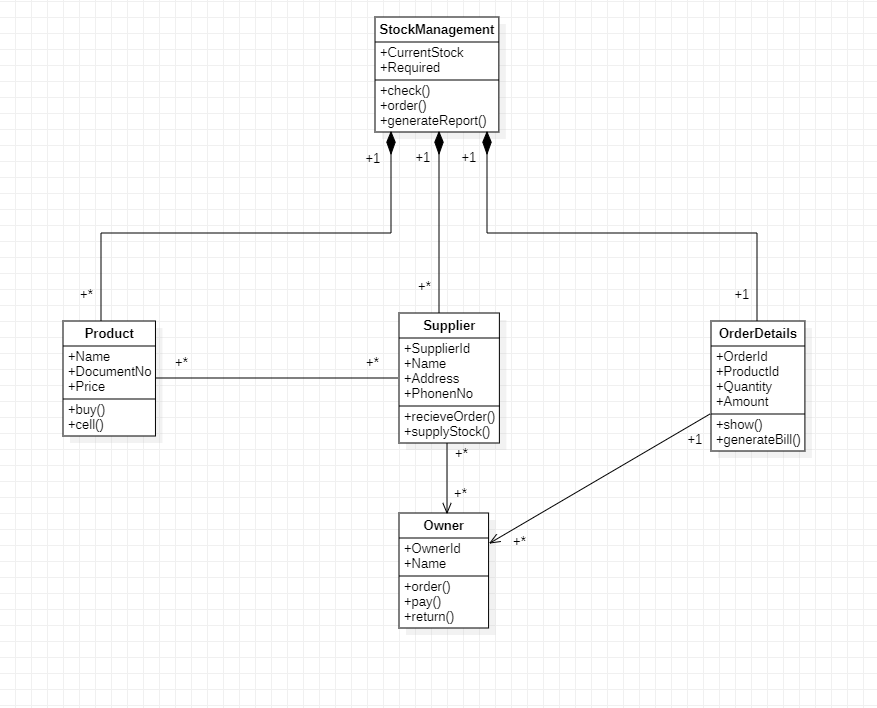 StockManagement
+CurrentStock
+Required
+check()
+order()
+generateReport()
+1
+1
+1
+*
+*
+1
Product
+Name
+DocumentNo
+Price
+buy()
+cell()
+*
+*
Supplier
+SupplierId
+Name
+Address
+PhonenNo
+recieveOrder()
+supplyStock()
OrderDetails
+OrderId
+ProductId
+Quantity
+Amount
+show()
+generateBill()
+1
+*
+*
+*
Owner
+OwnerId
+Name
+order()
+pay()
+return()